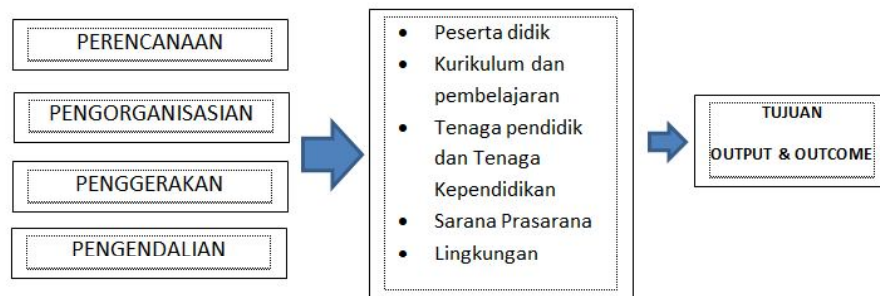 PERENCANAAN
PENGORGANISASIAN
PENGGERAKAN
PENGENDALIAN
• Peserta didik
• Kurikulum dan
pembelajaran
• Tenaga pendidik
dan Tenaga
Kependidikan
• Sarana Prasarana
• Lingkungan
TUJUAN
OUTPUT & OUTCOME